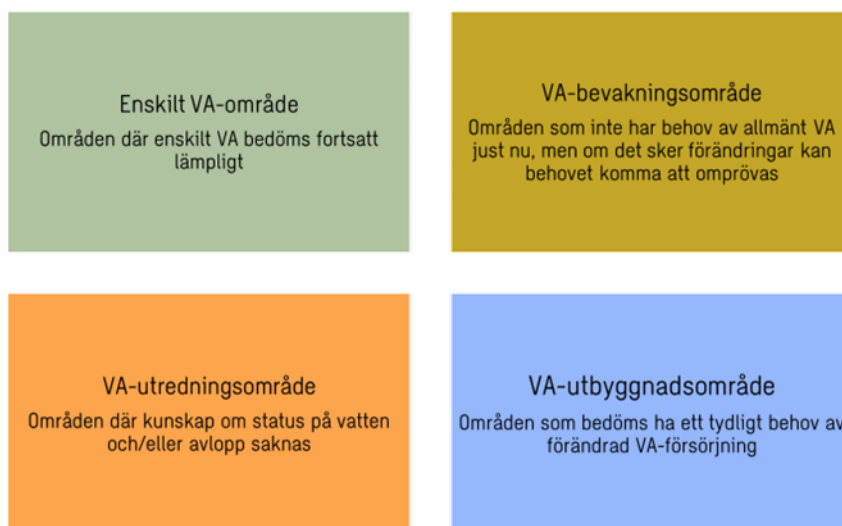 Enskilt VA-område
Områden där enskilt VA bedöms fortsatt
lämpligt
VA-bevakningsområde
Områden som inte har behov av allmänt VA
just nu, men om det sker förändringar kan
behovet komma att omprövas
VA-utredningsområde
Områden där kunskap om status på vatten
och/eller avlopp saknas
VA-utbyggnadsområde
Områden som bedöms ha ett tydligt behov av
förändrad VA-försörjning